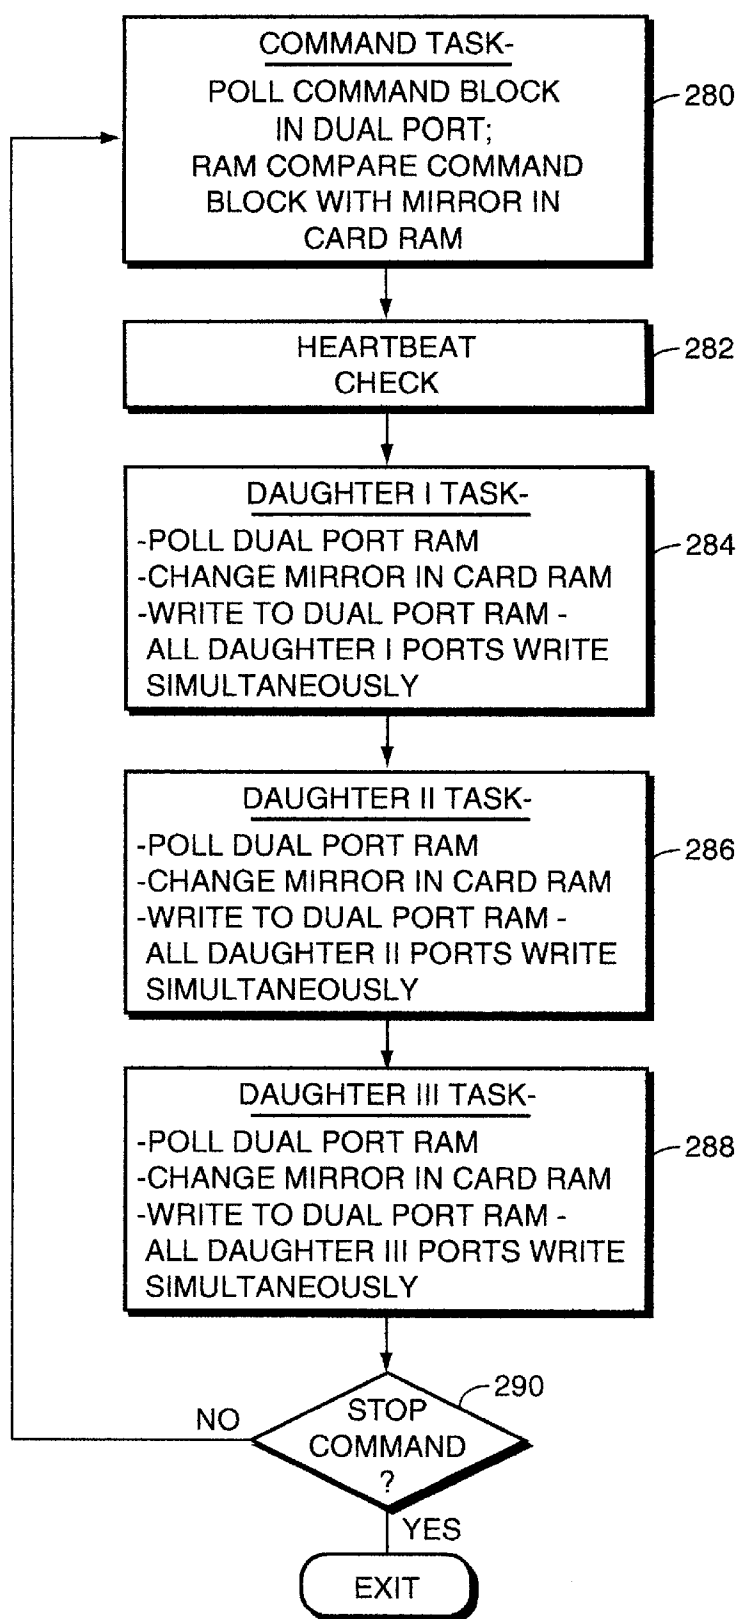 COMMAND TASK-
POLL COMMAND BLOCK
IN DUAL PORT;
RAM COMPARE COMMAND
BLOCK WITH MIRROR IN
CARD RAM
280
HEARTBEAT
CHECK
282
DAUGHTER I TASK-
-POLL DUAL PORT RAM
-CHANGE MIRROR IN CARD RAM
-WRITE TO DUAL PORT RAM -
ALL DAUGHTER I PORTS WRITE
SIMULTANEOUSLY
284
DAUGHTER II TASK-
-POLL DUAL PORT RAM
-CHANGE MIRROR IN CARD RAM
-WRITE TO DUAL PORT RAM -
ALL DAUGHTER II PORTS WRITE
SIMULTANEOUSLY
286
DAUGHTER III TASK-
-POLL DUAL PORT RAM
-CHANGE MIRROR IN CARD RAM
-WRITE TO DUAL PORT RAM -
ALL DAUGHTER III PORTS WRITE
SIMULTANEOUSLY
288
STOP
COMMAND
?
290
NO
YES
EXIT